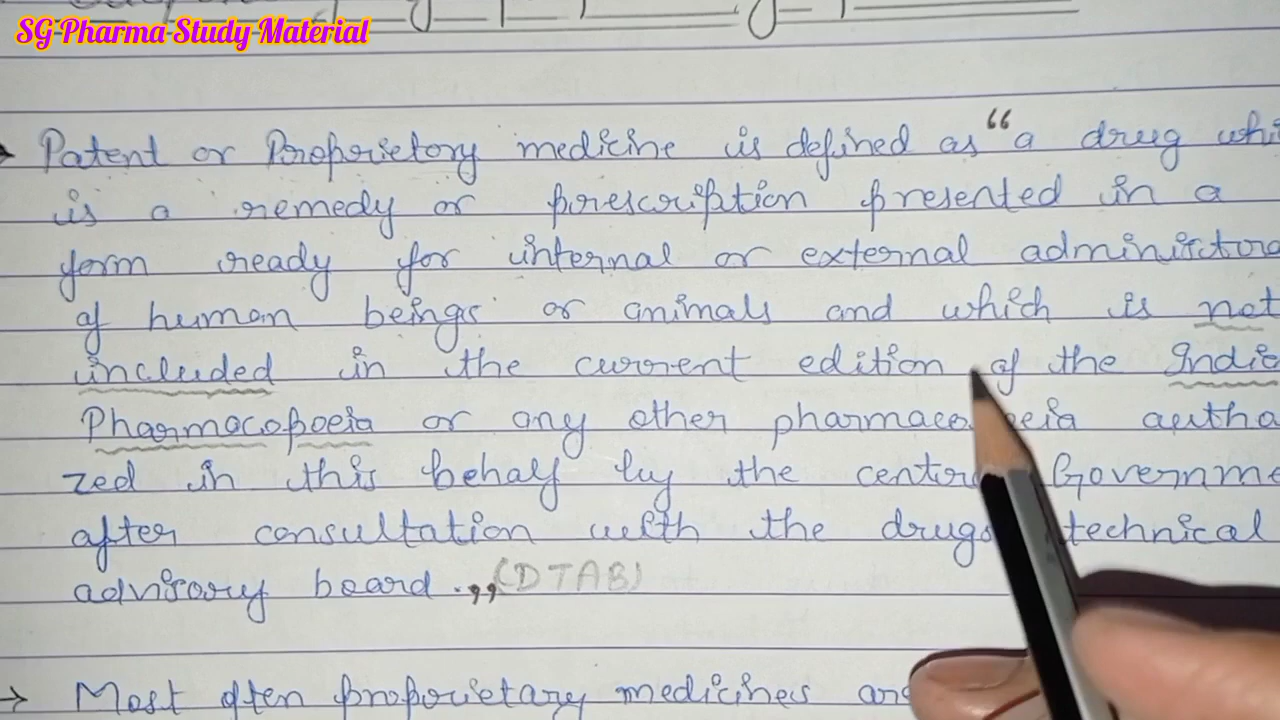 SG Pharma Study Material
→ Patent or Proprietory medicine is defined as "a drug whi
is a remedy or prescription presented in a
form ready for internal or external administra
of human beings or animals and which is not
included in the current edition of the Indi
Pharmacopoeia or any other pharmacopoeia autho
zed in this behalf by the central Governme
after consultation with the drugs technical
advisory board.,, (DTAB)
→ Most often proporietary medicines are